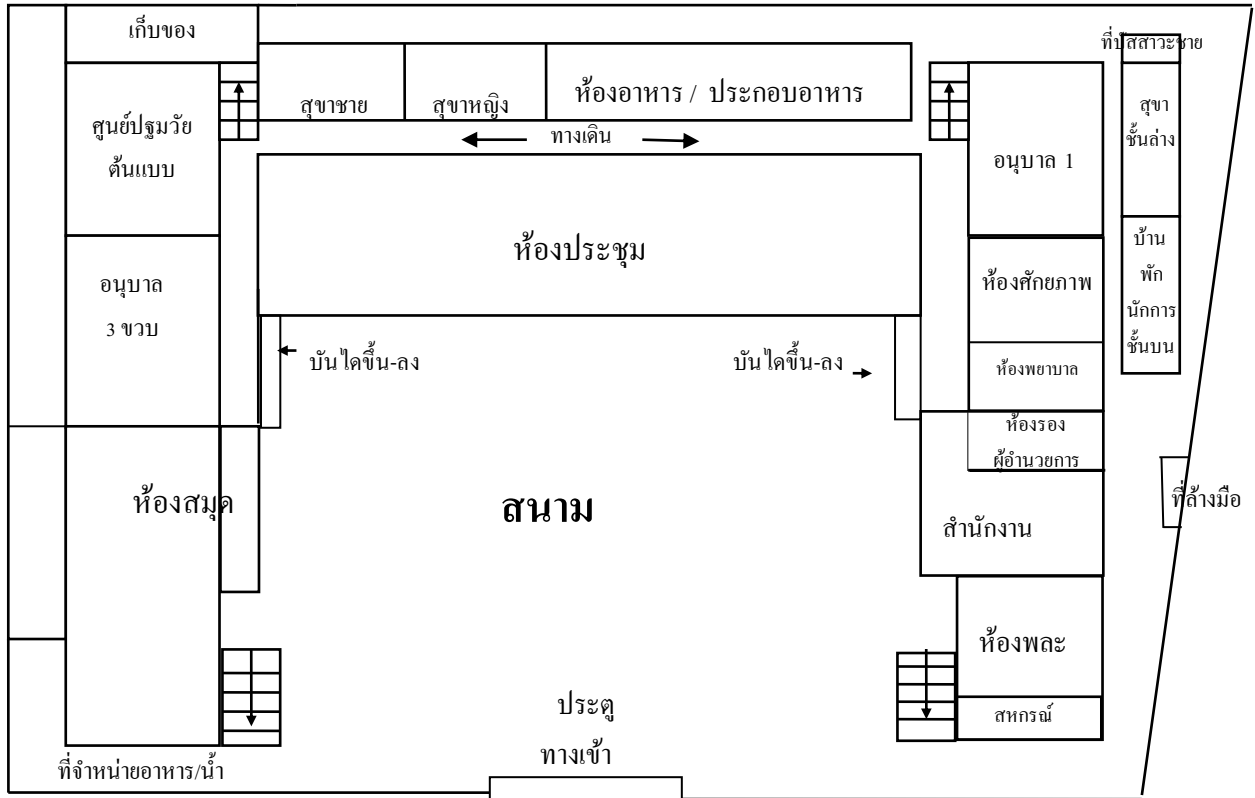 เก็บของ
ที่ปัสสาวะชาย
สุขาชาย
สุขาหญิง
ห้องอาหาร / ประกอบอาหาร
สุขา
ชั้นล่าง
ศูนย์ปฐมวัย
ต้นแบบ
ทางเดิน
อนุบาล 1
ห้องประชุม
บ้าน
พัก
นักการ
ชั้นบน
อนุบาล
3 ขวบ
ห้องศักยภาพ
บันไดขึ้น-ลง
บันไดขึ้น-ลง
ห้องพยาบาล
ห้องรอง
ผู้อำนวยการ
ห้องสมุด
สนาม
สำนักงาน
ที่ล้างมือ
ห้องพละ
ประตู
ทางเข้า
สหกรณ์
ที่จำหน่ายอาหาร/น้ำ